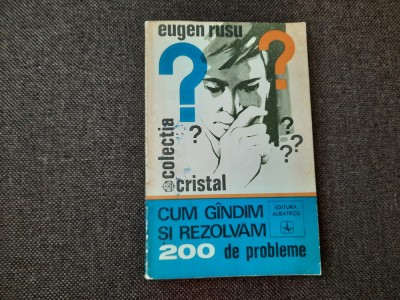 eugen rusu
? ?
?
?
?
?
colecția
cristal
CUM GÎNDIM
ȘI REZOLVĂM
200 de probleme
EDITURA
ALBATROS